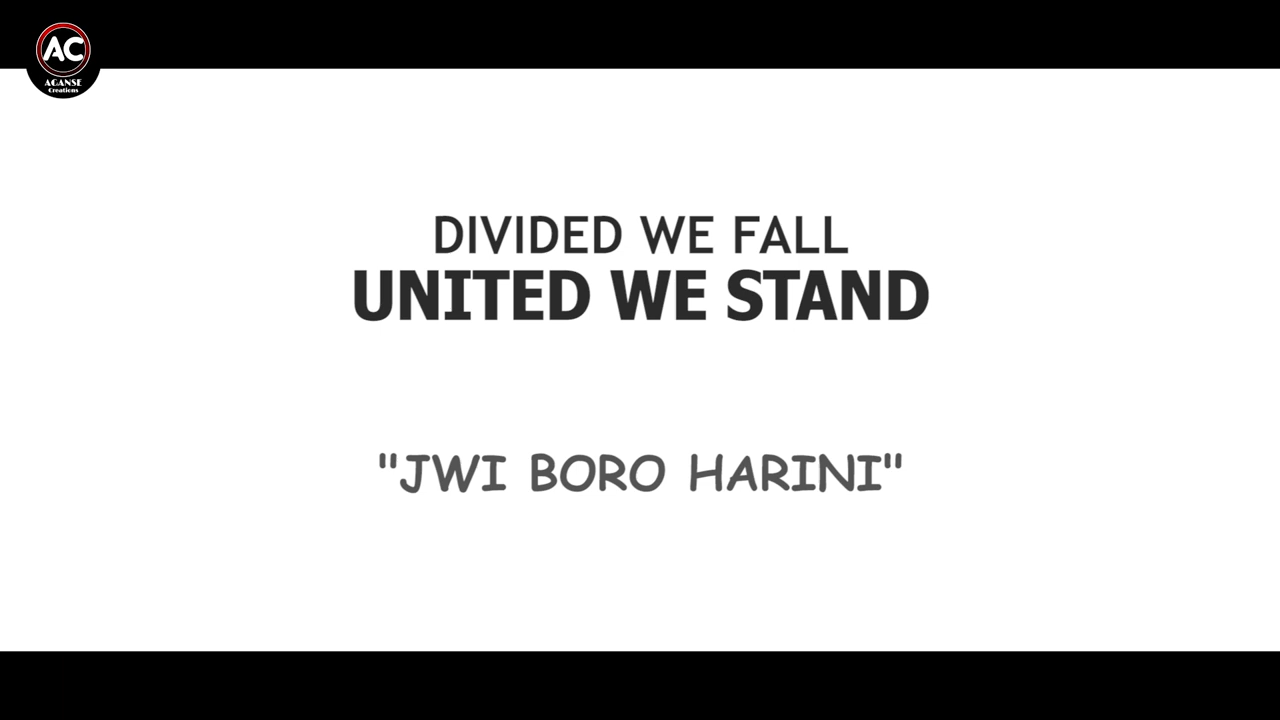 AC
AGANSE
Creations
DIVIDED WE FALL
UNITED WE STAND
"JWI BORO HARINI"